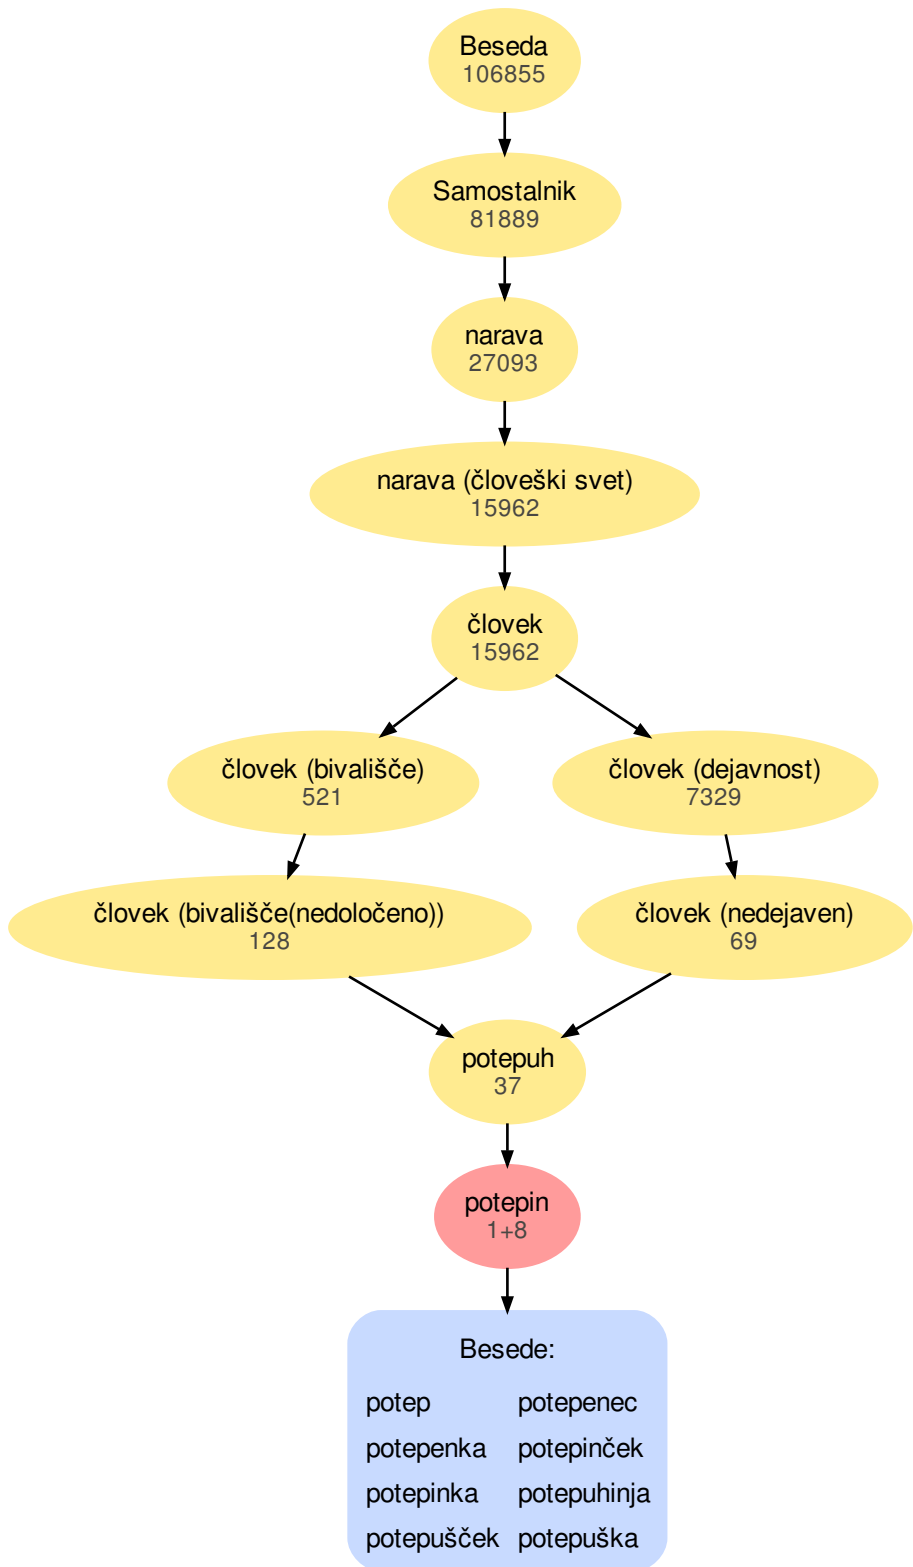 Beseda
106855
Samostalnik
81889
narava
27093
narava (človeški svet)
15962
človek
15962
človek (bivališče)
521
človek (dejavnost)
7329
človek (bivališče(nedoločeno))
128
človek (nedejaven)
69
potepuh
37
potepin
1+8
Besede:
potep potepenec
potepenka potepinček
potepinka potepuhinja
potepušček potepuška